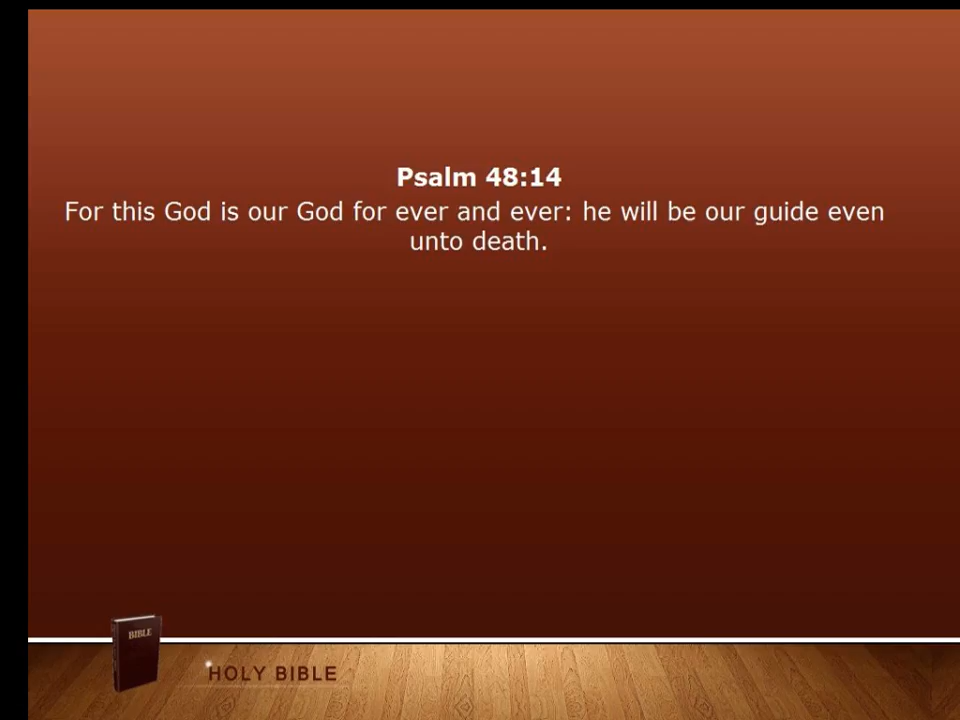 Psalm 48:14
For this God is our God for ever and ever: he will be our guide even
unto death.
BIBLE
HOLY BIBLE